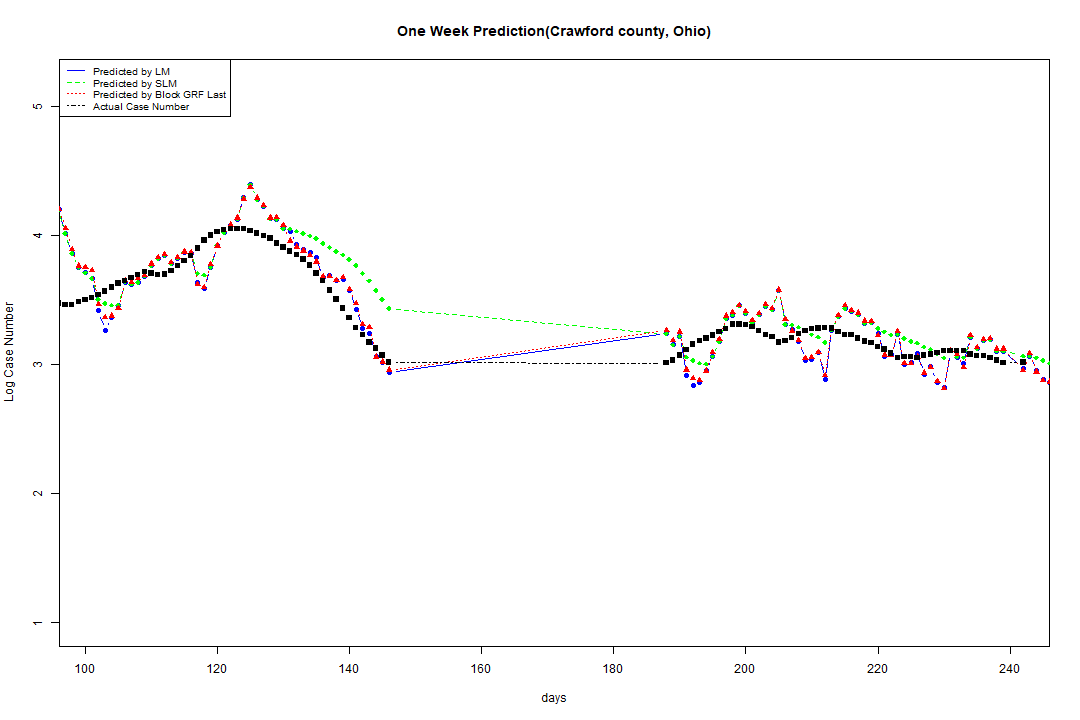 One Week Prediction(Crawford county, Ohio)
Predicted by LM
Predicted by SLM
Predicted by Block GRF Last
Actual Case Number
5
4
3
2
1
Log Case Number
100 120 140 160 180 200 220 240
days